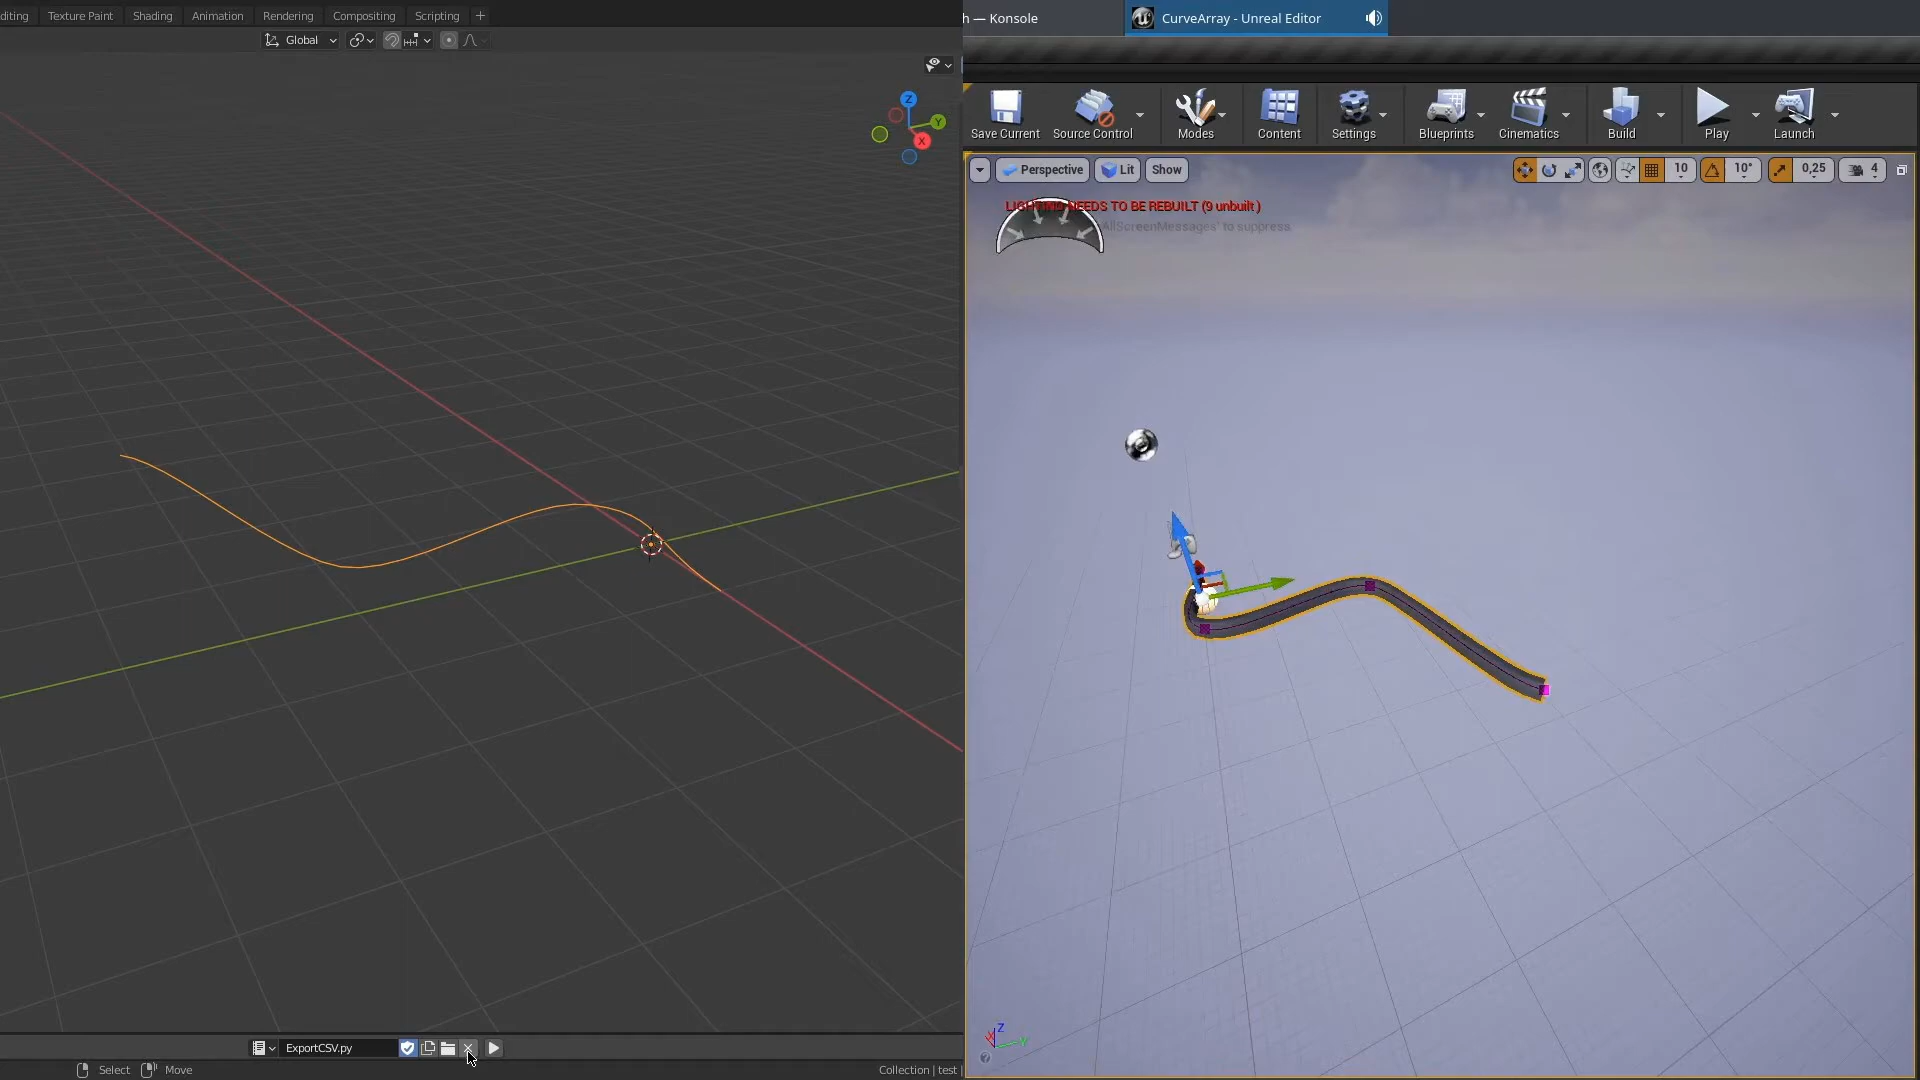 diting Texture Paint Shading Animation Rendering Compositing Scripting +
Global
Z
Y
X
ExportCSV.py
Select Move
Collection | test |
h — Konsole
CurveArray - Unreal Editor
Save Current Source Control Modes Content Settings Blueprints Cinematics Build Play Launch
Perspective Lit Show
10 10° 0,25 4
LIGHTING NEEDS TO BE REBUILT (9 unbuilt )
AllScreenMessages' to suppress
Z
X
Y
?